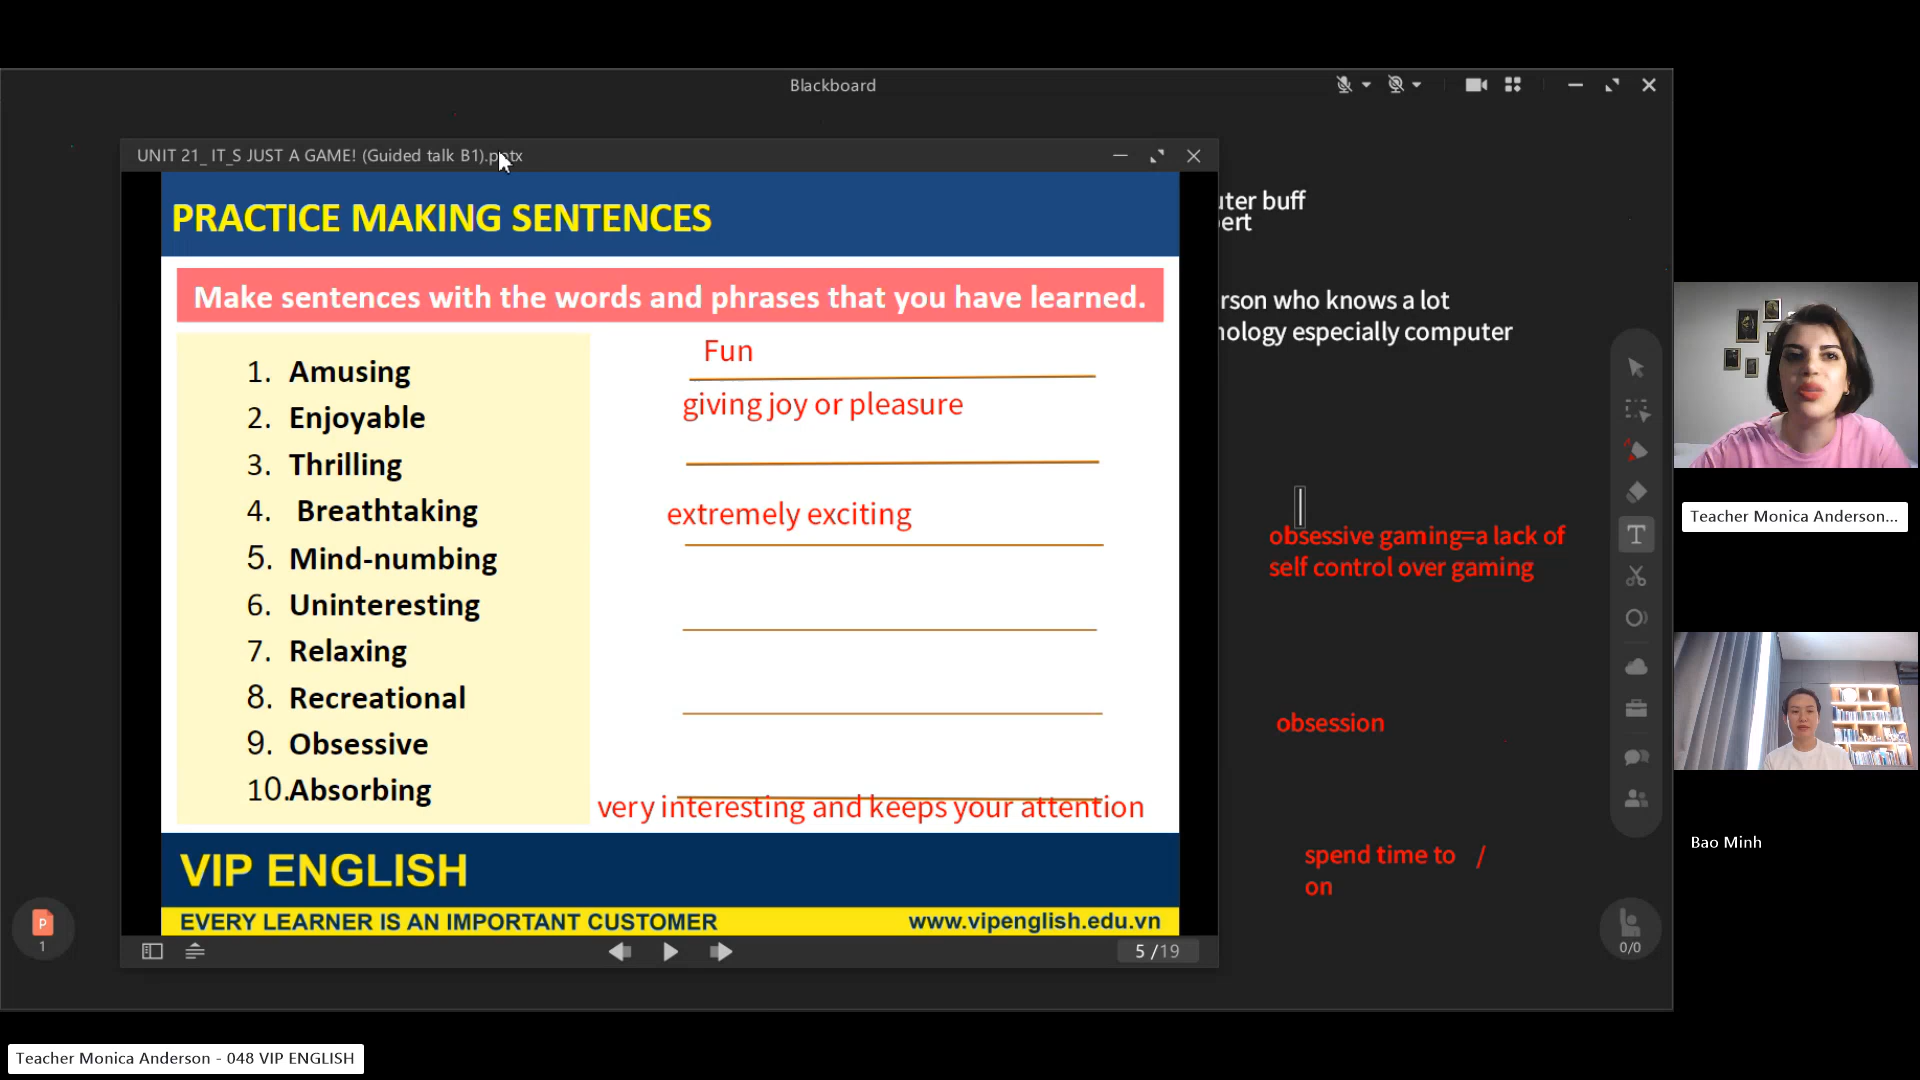 Blackboard
UNIT 21_ IT_S JUST A GAME! (Guided talk B1).pptx
PRACTICE MAKING SENTENCES
Make sentences with the words and phrases that you have learned.
1. Amusing
2. Enjoyable
3. Thrilling
4. Breathtaking
5. Mind-numbing
6. Uninteresting
7. Relaxing
8. Recreational
9. Obsessive
10.Absorbing
Fun
giving joy or pleasure
extremely exciting
very interesting and keeps your attention
VIP ENGLISH
EVERY LEARNER IS AN IMPORTANT CUSTOMER
www.vipenglish.edu.vn
5 /19
buff
who knows a lot
especially computer
obsessive gaming=a lack of
self control over gaming
obsession
spend time to /
on
P
1
T
0/0
Teacher Monica Anderson...
Bao Minh
Teacher Monica Anderson - 048 VIP ENGLISH